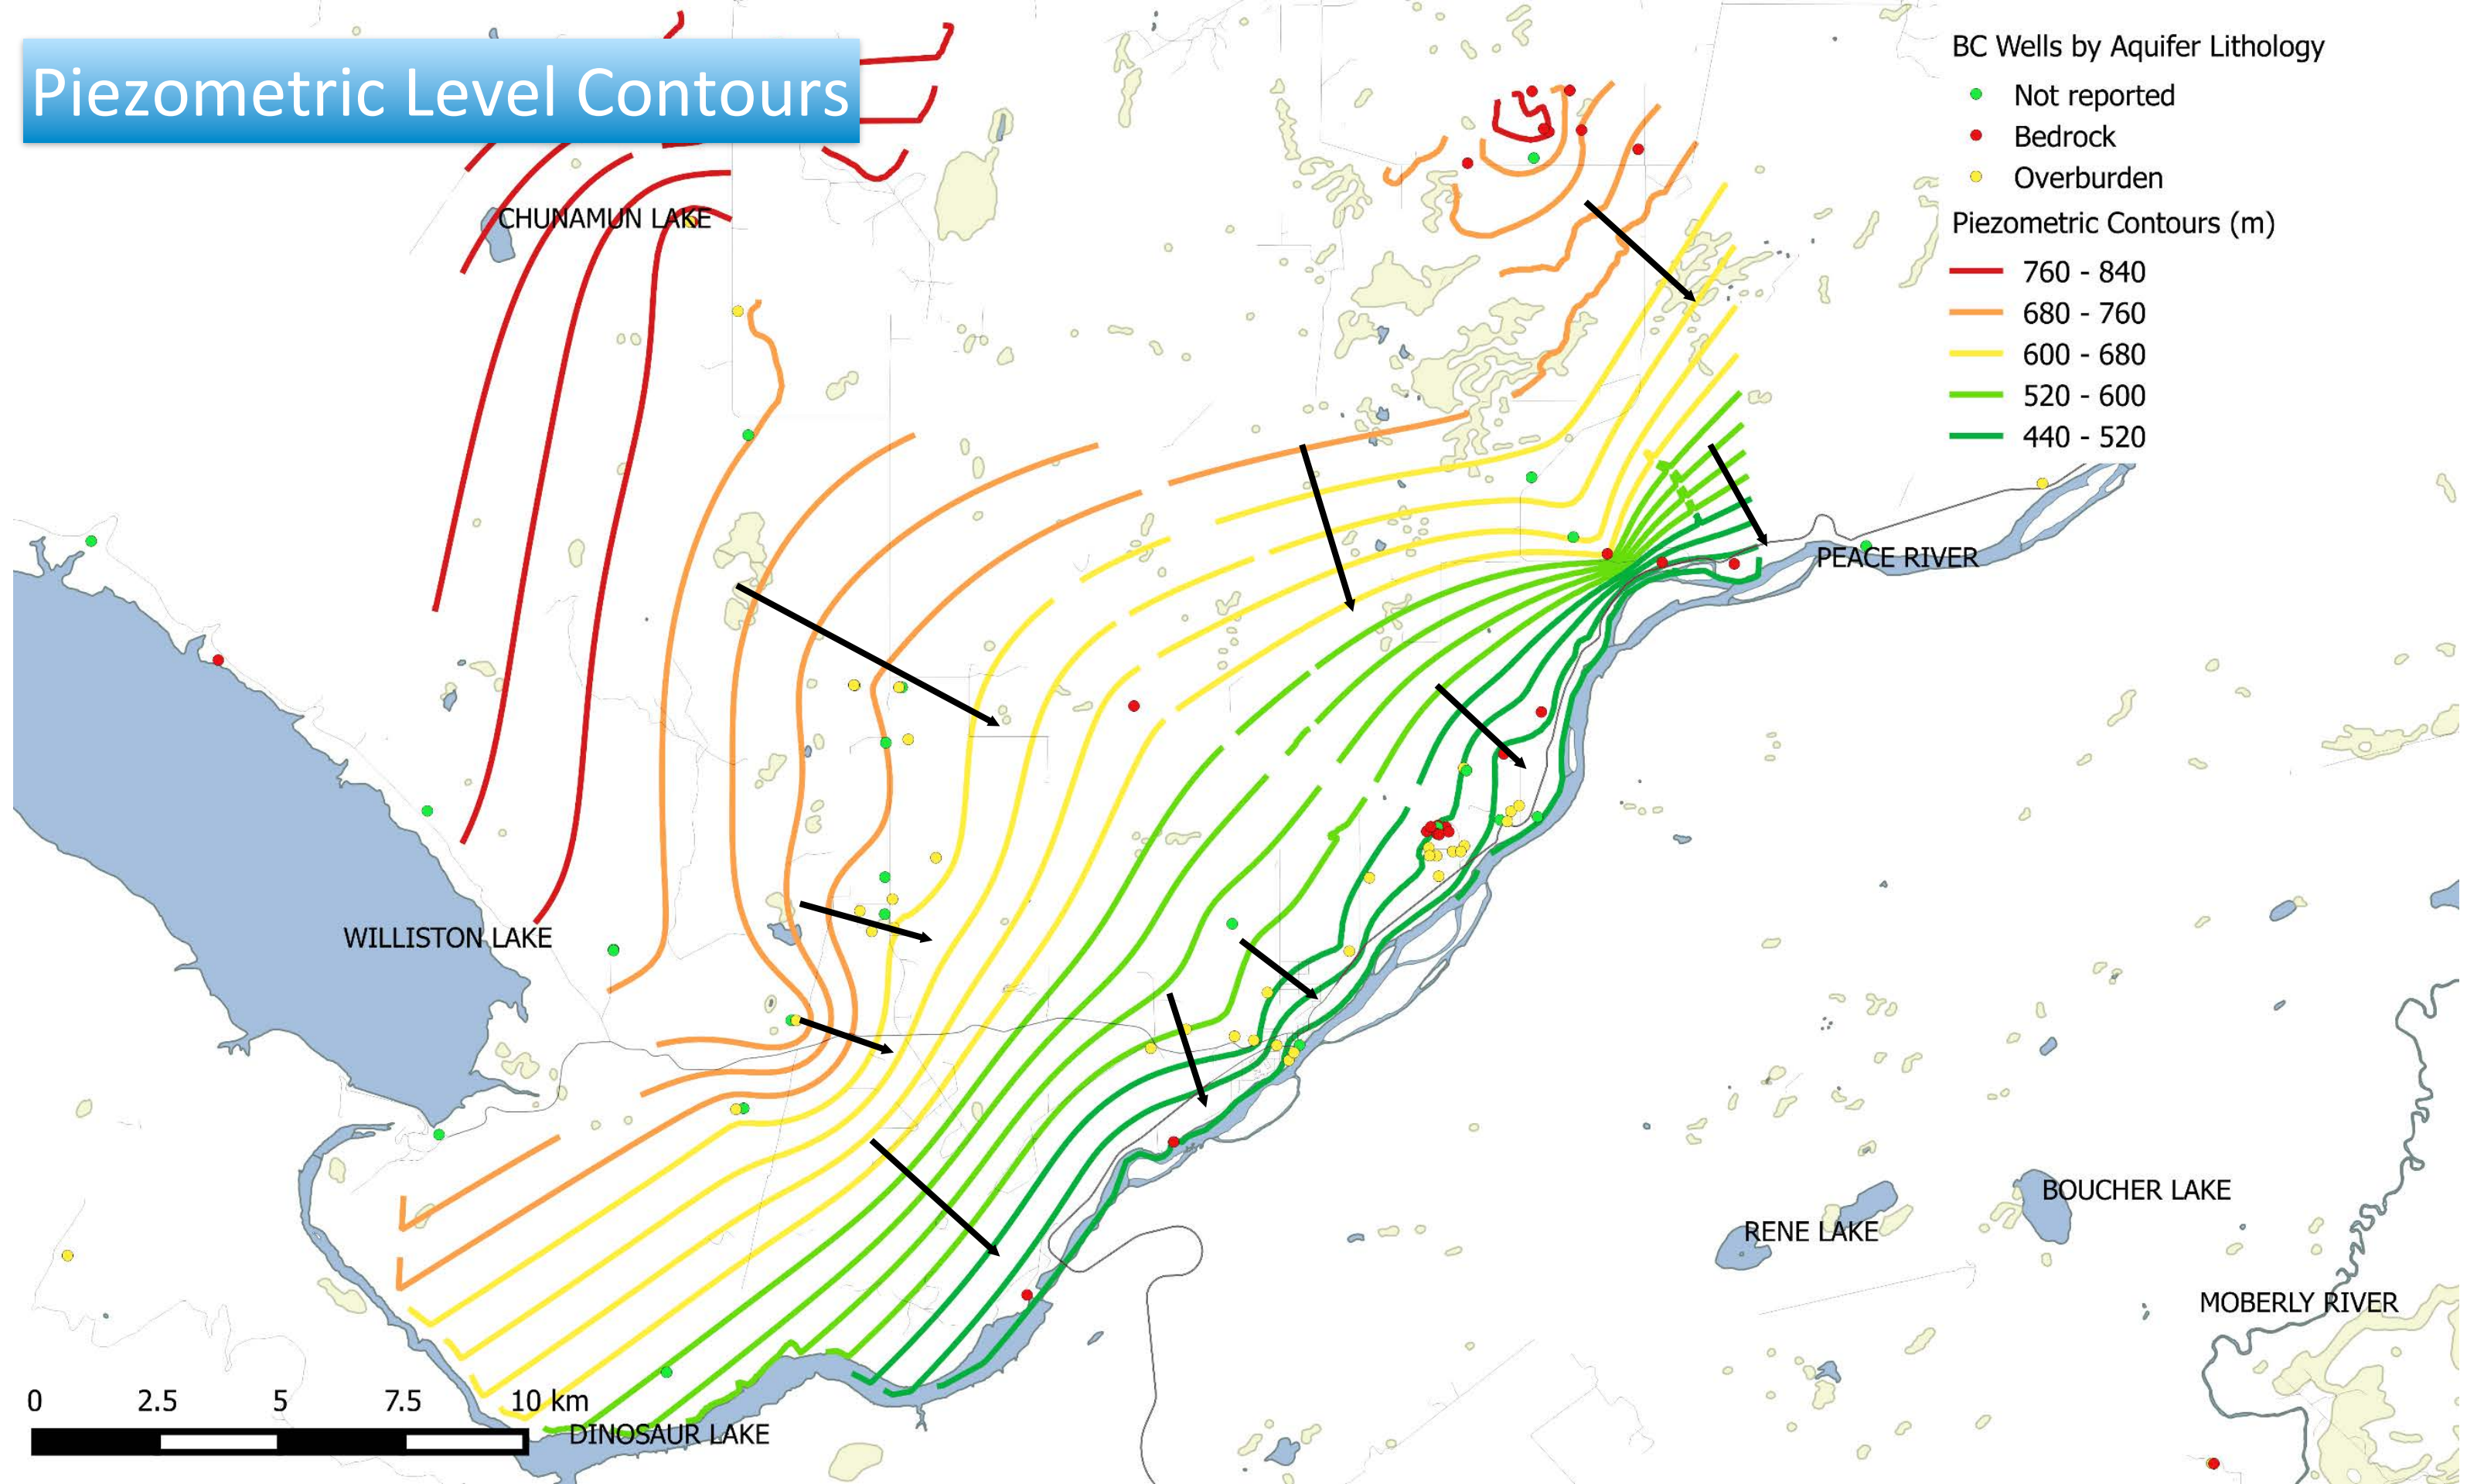 Piezometric Level Contours
BC Wells by Aquifer Lithology
Not reported
Bedrock
Overburden
Piezometric Contours (m)
760 - 840
680 - 760
600 - 680
520 - 600
440 - 520
CHUNAMUN LAKE
PEACE RIVER
WILLISTON LAKE
BOUCHER LAKE
RENE LAKE
MOBERLY RIVER
0 2.5 5 7.5 10 km
DINOSAUR LAKE